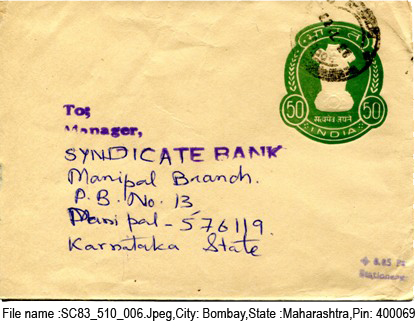 भारत
50 50
सत्यमेव जयते
INDIA
To;
Manager,
SYNDICATE BANK
Manipal Branch.
P.B. No. 13
Manipal - 576119.
Karnataka State
Stationery
File name :SC83_510_006.Jpeg,City: Bombay,State :Maharashtra,Pin: 400069